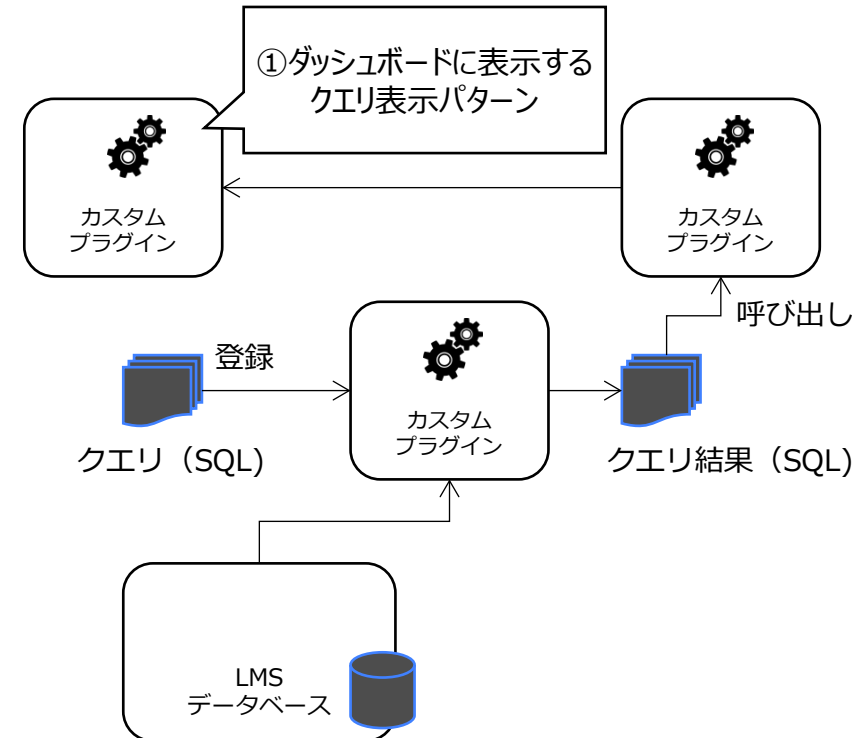 ①ダッシュボードに表示する
クエリ表示パターン
カスタム
プラグイン
カスタム
プラグイン
呼び出し
登録
カスタム
プラグイン
クエリ（SQL)
クエリ結果（SQL)
LMS
データベース